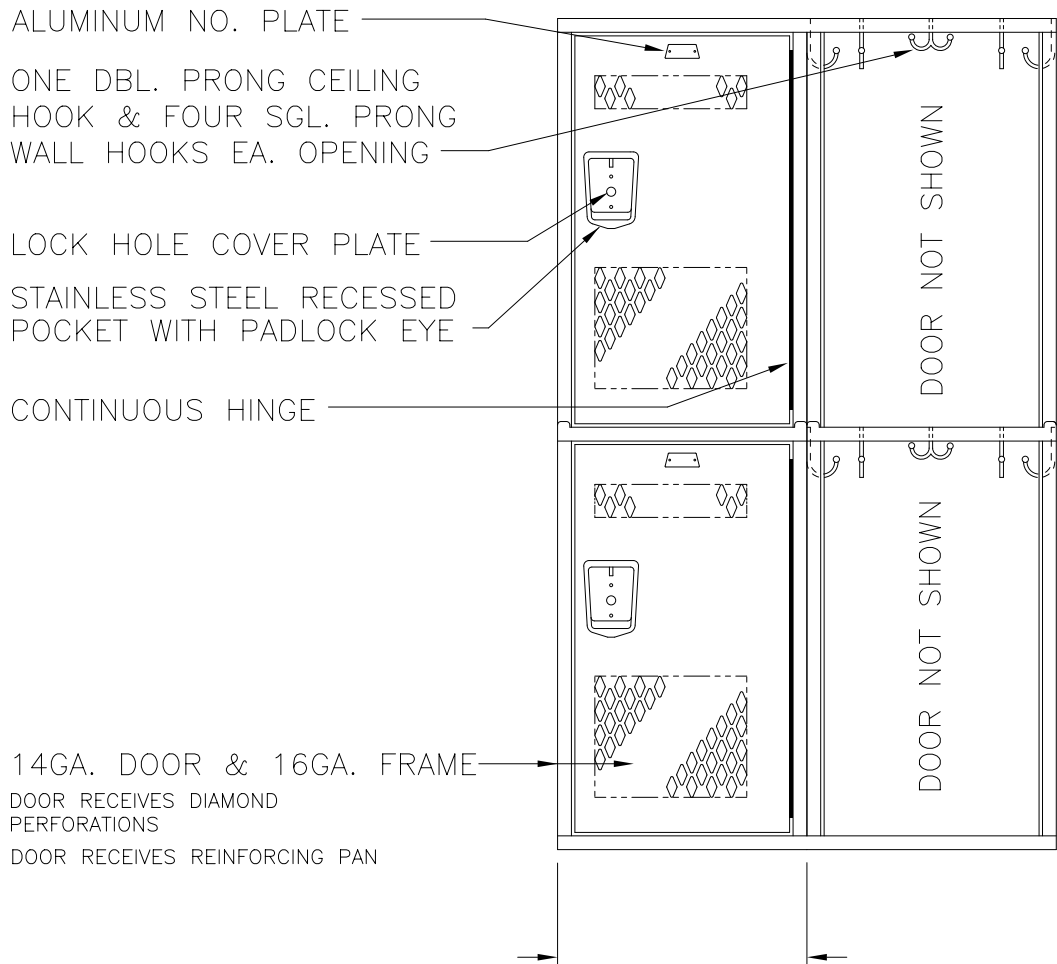 ALUMINUM NO. PLATE
ONE DBL. PRONG CEILING
HOOK & FOUR SGL. PRONG
WALL HOOKS EA. OPENING
LOCK HOLE COVER PLATE
STAINLESS STEEL RECESSED
POCKET WITH PADLOCK EYE
CONTINUOUS HINGE
14GA. DOOR & 16GA. FRAME
DOOR RECEIVES DIAMOND
PERFORATIONS
DOOR RECEIVES REINFORCING PAN
DOOR NOT SHOWN
DOOR NOT SHOWN